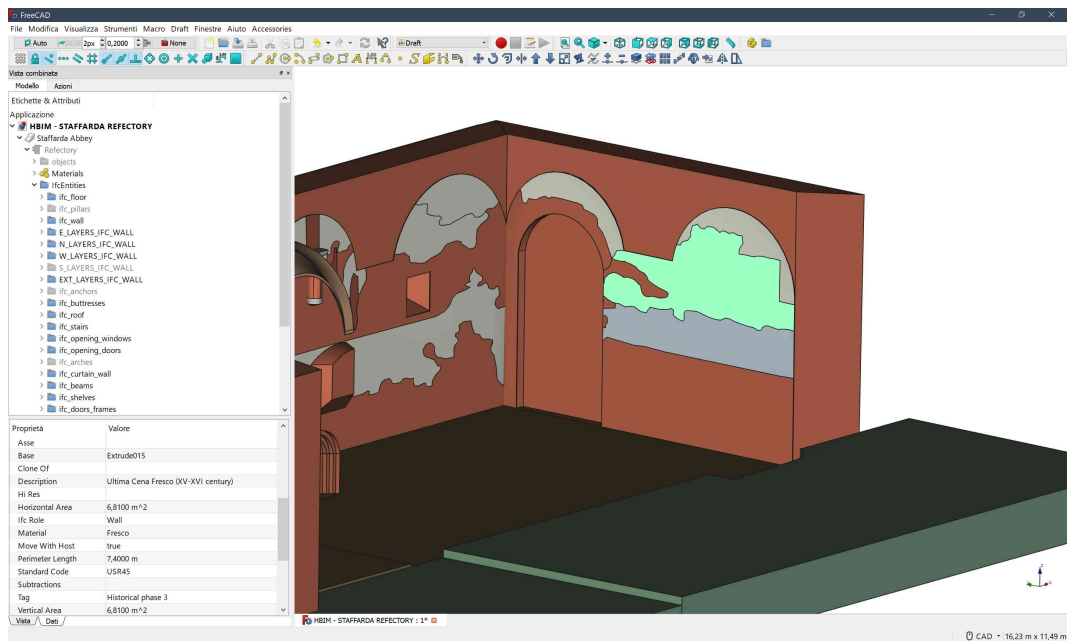 FreeCAD
File Modifica Visualizza Strumenti Macro Draft Finestre Aiuto Accessories
Auto 2px 0,2000 None Draft
Vista combinata
Modello Azioni
Etichette & Attributi
Applicazione
HBIM - STAFFARDA REFECTORY
Staffarda Abbey
Refectory
objects
Materials
IfcEntities
ifc_floor
ifc_pillars
ifc_wall
E_LAYERS_IFC_WALL
N_LAYERS_IFC_WALL
W_LAYERS_IFC_WALL
S_LAYERS_IFC_WALL
EXT_LAYERS_IFC_WALL
ifc_anchors
ifc_buttresses
ifc_roof
ifc_stairs
ifc_opening_windows
ifc_opening_doors
ifc_arches
ifc_curtain_wall
ifc_beams
ifc_shelves
ifc_doors_frames
Proprietà Valore
Asse
Base Extrude015
Clone Of
Description Ultima Cena Fresco (XV-XVI century)
Hi Res
Horizontal Area 6,8100 m^2
Ifc Role Wall
Material Fresco
Move With Host true
Perimeter Length 7,4000 m
Standard Code USR45
Subtractions
Tag Historical phase 3
Vertical Area 6,8100 m^2
Vista Dati
HBIM - STAFFARDA REFECTORY : 1*
CAD 16,23 m x 11,49 m